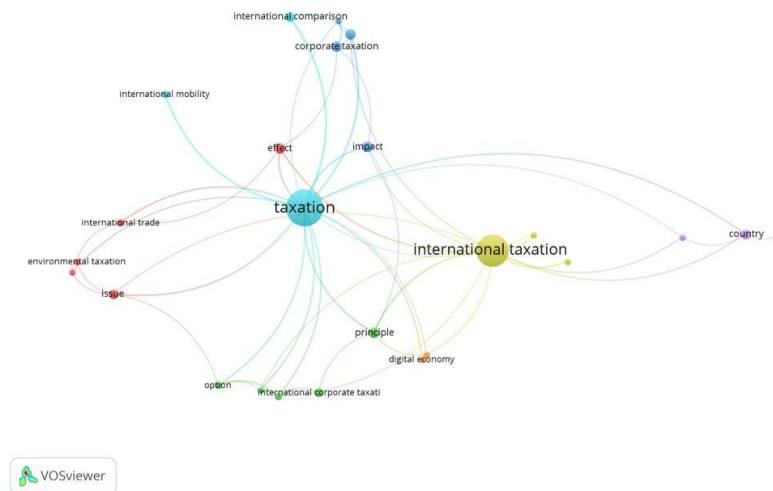 international comparison
corporate taxation
international mobility
effect
impact
taxation
international trade
country
international taxation
environmental taxation
issue
principle
digital economy
option
international corporate taxati
VOSviewer